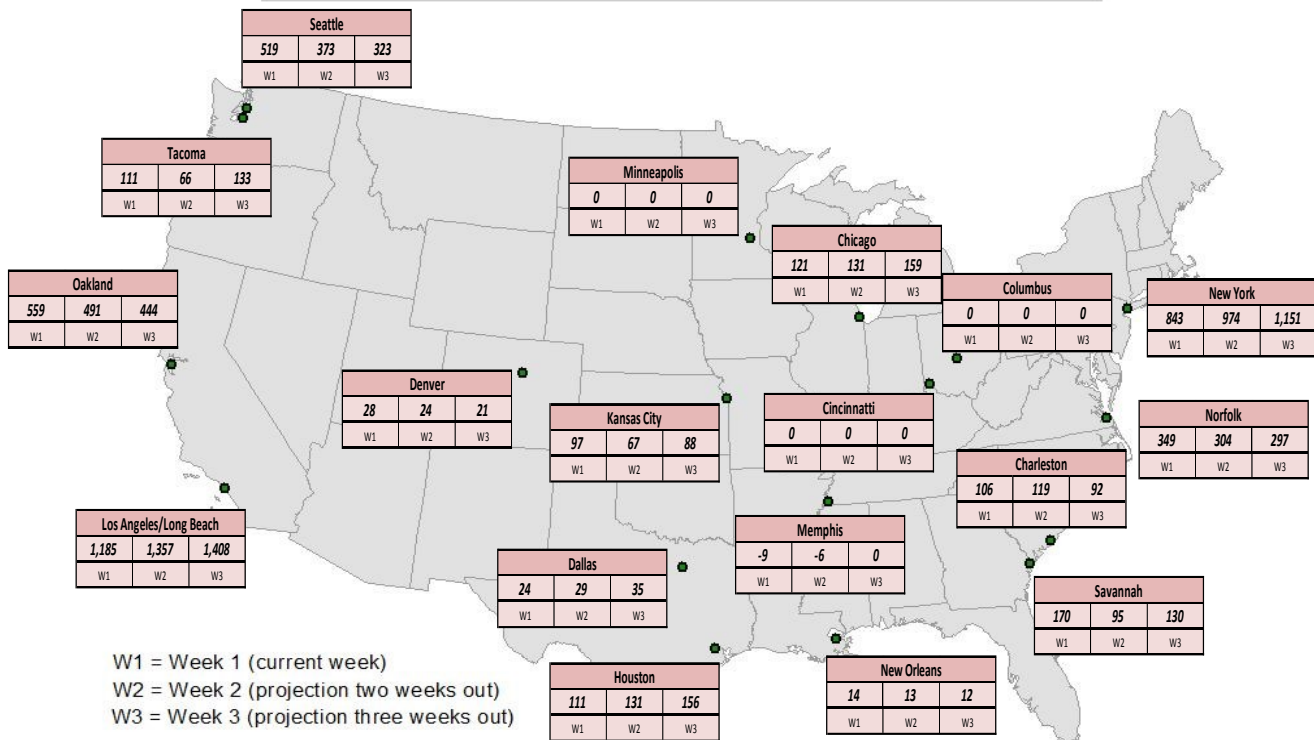 Seattle
519 373 323
W1 W2 W3
Tacoma
111 66 133
W1 W2 W3
Minneapolis
0 0 0
W1 W2 W3
Chicago
121 131 159
W1 W2 W3
Oakland
559 491 444
W1 W2 W3
Columbus
0 0 0
W1 W2 W3
New York
843 974 1,151
W1 W2 W3
Denver
28 24 21
W1 W2 W3
Kansas City
97 67 88
W1 W2 W3
Cincinnatti
0 0 0
W1 W2 W3
Norfolk
349 304 297
W1 W2 W3
Charleston
106 119 92
W1 W2 W3
Los Angeles/Long Beach
1,185 1,357 1,408
W1 W2 W3
Memphis
-9 -6 0
W1 W2 W3
Dallas
24 29 35
W1 W2 W3
Savannah
170 95 130
W1 W2 W3
Houston
111 131 156
W1 W2 W3
New Orleans
14 13 12
W1 W2 W3
W1 = Week 1 (current week)
W2 = Week 2 (projection two weeks out)
W3 = Week 3 (projection three weeks out)